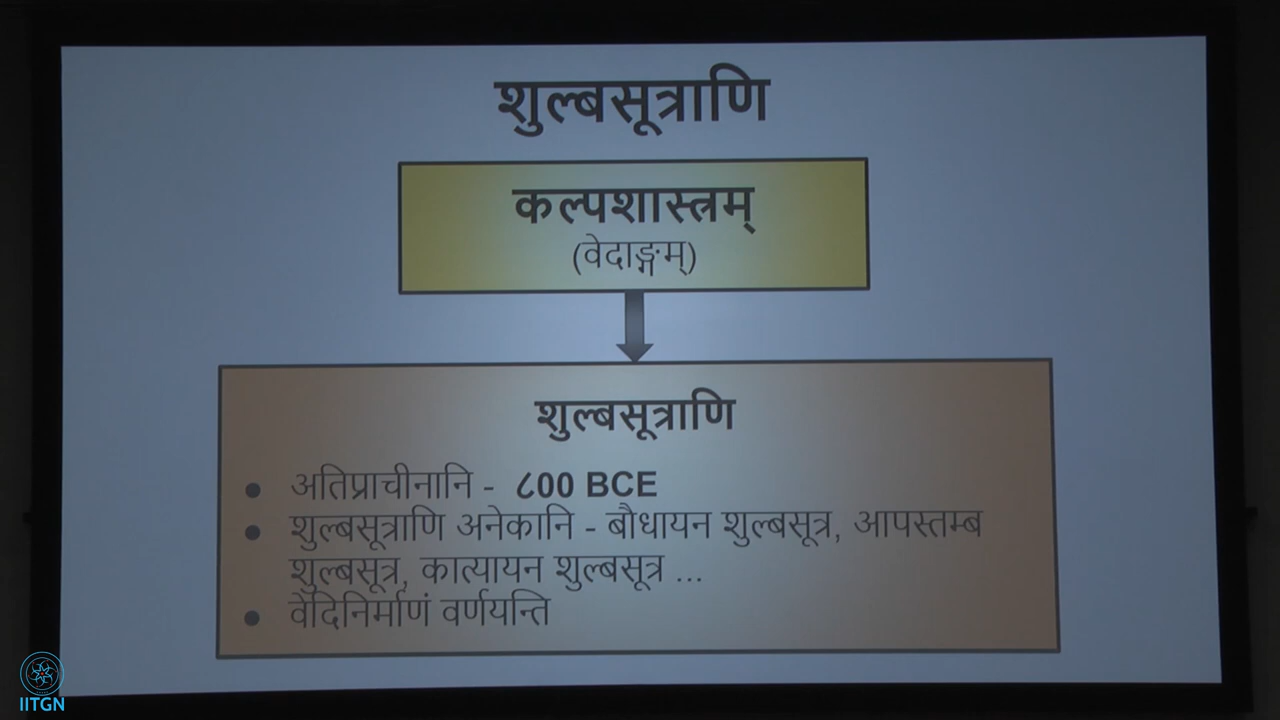 शुल्बसूत्राणि
कल्पशास्त्रम्
(वेदाङ्गम्)
शुल्बसूत्राणि
● अतिप्राचीनानि - ८00 BCE
● शुल्बसूत्राणि अनेकानि - बौधायन शुल्बसूत्र, आपस्तम्ब
शुल्बसूत्र, कात्यायन शुल्बसूत्र ...
● वेदिनिर्माणं वर्णयन्ति
IITGN